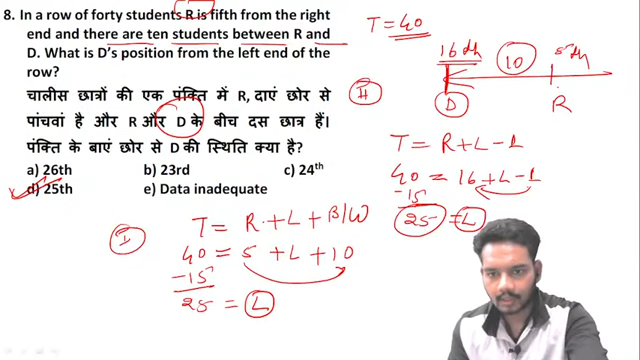 8. In a row of forty students R is fifth from the right
end and there are ten students between R and
D. What is D's position from the left end of the
row?
चालीस छात्रों की एक पंक्ति में R, दाएं छोर से
पांचवां है और R और D के बीच दस छात्र हैं।
पंक्ति के बाएं छोर से D की स्थिति क्या है?
a) 26th b) 23rd c) 24th
d) 25th e) Data inadequate
T = 40
16th 10 5th
D R
II
T = R + L - 1
40 = 16 + L - 1
-15
25 = L
I
T = R + L + B/W
40 = 5 + L + 10
-15
25 = L